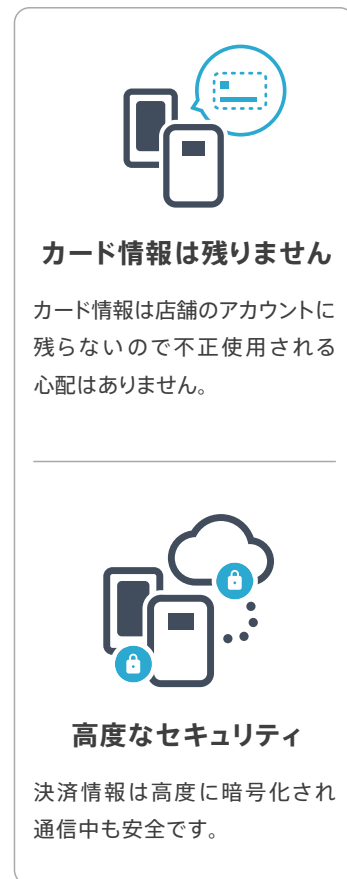 カード情報は残りません
カード情報は店舗のアカウントに
残らないので不正使用される
心配はありません。
高度なセキュリティ
決済情報は高度に暗号化され
通信中も安全です。